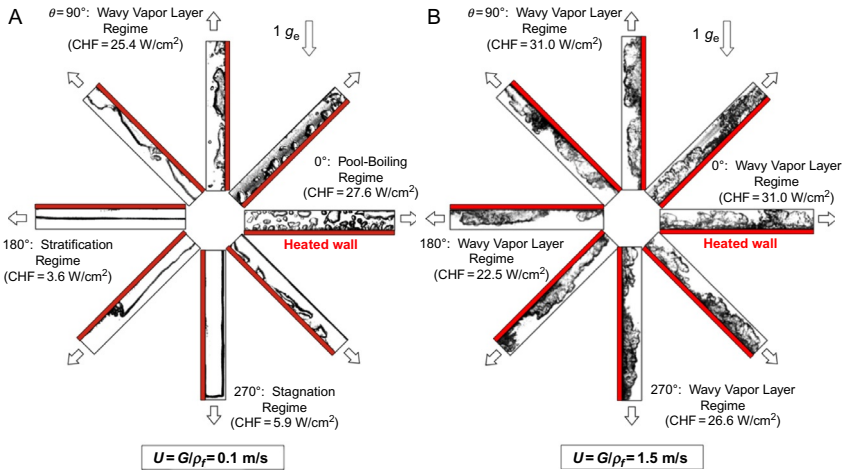 A
θ = 90°: Wavy Vapor Layer
Regime
(CHF = 25.4 W/cm²)
1 gₑ
0°: Pool-Boiling
Regime
(CHF = 27.6 W/cm²)
Heated wall
180°: Stratification
Regime
(CHF = 3.6 W/cm²)
270°: Stagnation
Regime
(CHF = 5.9 W/cm²)
U = G/ρf = 0.1 m/s
B
θ = 90°: Wavy Vapor Layer
Regime
(CHF = 31.0 W/cm²)
1 gₑ
0°: Wavy Vapor Layer
Regime
(CHF = 31.0 W/cm²)
Heated wall
180°: Wavy Vapor Layer
Regime
(CHF = 22.5 W/cm²)
270°: Wavy Vapor Layer
Regime
(CHF = 26.6 W/cm²)
U = G/ρf = 1.5 m/s